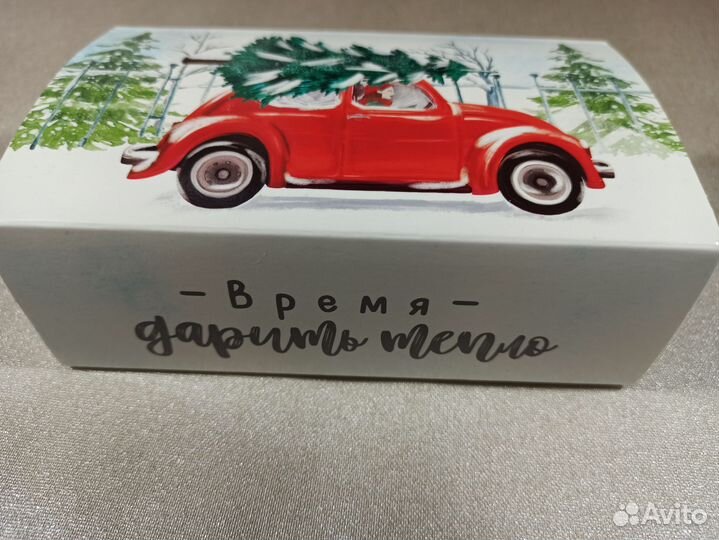 – Время –
дарить тепло
Avito